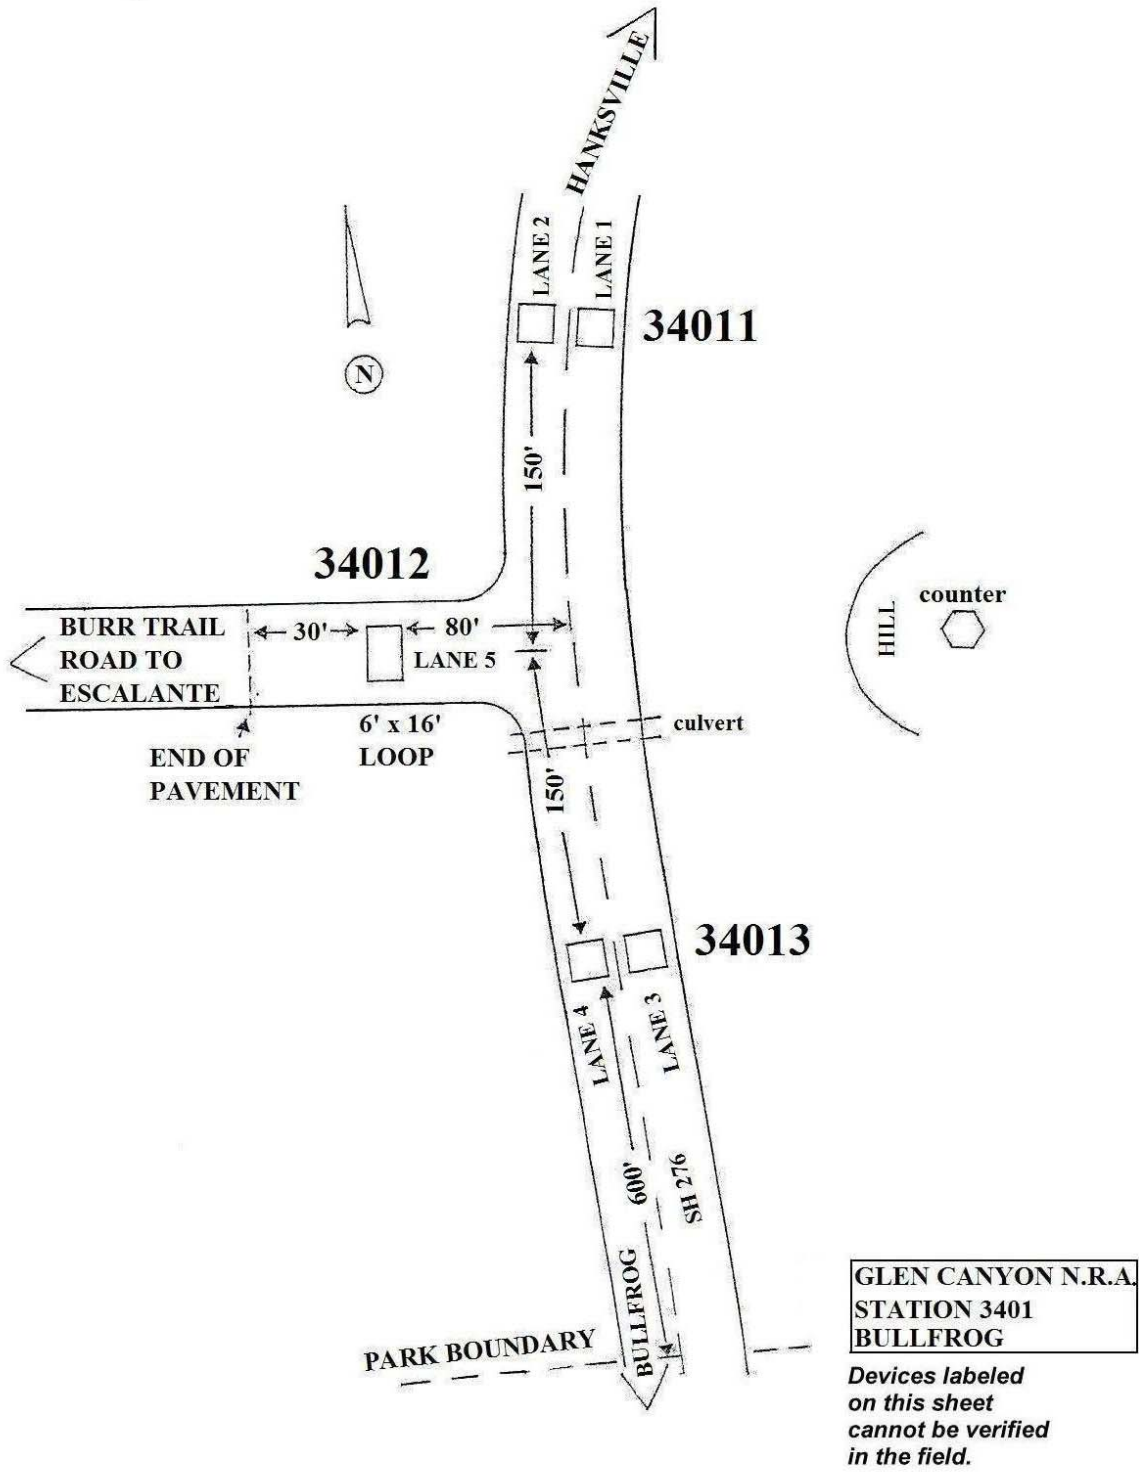 HANKSVILLE
LANE 2
LANE 1
34011
N
150'
34012
BURR TRAIL
ROAD TO
ESCALANTE
30'
80'
LANE 5
6' x 16'
LOOP
END OF
PAVEMENT
HILL
counter
culvert
150'
34013
LANE 4
LANE 3
600'
SH 276
BULLFROG
PARK BOUNDARY
GLEN CANYON N.R.A.
STATION 3401
BULLFROG
Devices labeled
on this sheet
cannot be verified
in the field.